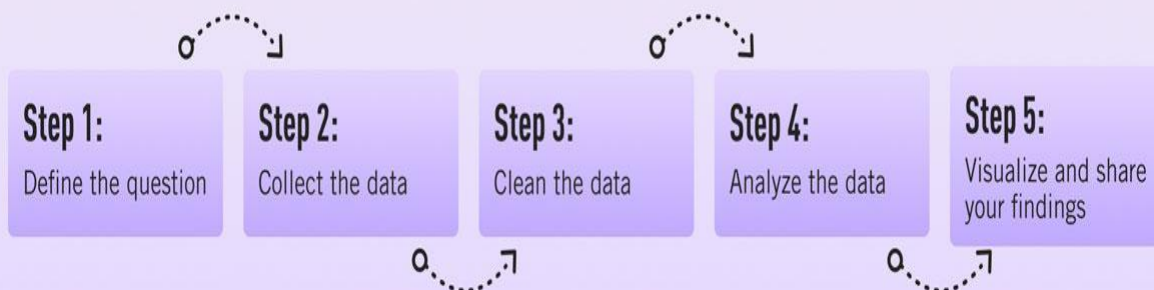 Step 1:
Define the question
Step 2:
Collect the data
Step 3:
Clean the data
Step 4:
Analyze the data
Step 5:
Visualize and share
your findings